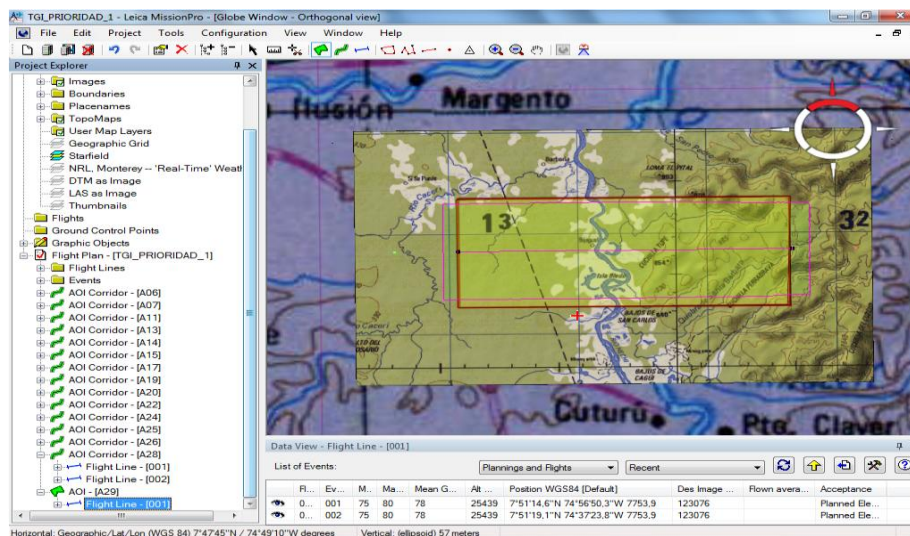 TGI_PRIORIDAD_1 - Leica MissionPro - [Globe Window - Orthogonal view]
File Edit Project Tools Configuration View Window Help
Project Explorer
Images
Boundaries
Placenames
TopoMaps
User Map Layers
Geographic Grid
Starfield
NRL, Monterey -- 'Real-Time' Weatl
DTM as Image
LAS as Image
Thumbnails
Flights
Ground Control Points
Graphic Objects
Flight Plan - [TGI_PRIORIDAD_1]
Flight Lines
Events
AOI Corridor - [A06]
AOI Corridor - [A07]
AOI Corridor - [A11]
AOI Corridor - [A13]
AOI Corridor - [A14]
AOI Corridor - [A15]
AOI Corridor - [A17]
AOI Corridor - [A19]
AOI Corridor - [A20]
AOI Corridor - [A22]
AOI Corridor - [A24]
AOI Corridor - [A25]
AOI Corridor - [A26]
AOI Corridor - [A28]
Flight Line - [001]
Flight Line - [002]
AOI - [A29]
Flight Line - [001]
Ilusión
Margento
13
32
Isla
BAJOS DE
SAN CARLOS
BAJOS DE
Cuturú
Pto. Claver
Data View - Flight Line - [001]
List of Events:
Plannings and Flights
Recent
Fl... Ev... M.. Ma... Mean G... Alt ... Position WGS84 [Default] Des Image ... Flown avera... Acceptance
0... 001 75 80 78 25439 7°51'14,6"N 74°56'50,3"W 7753,9 123076 Planned Ele...
0... 002 75 80 78 25439 7°51'19,1"N 74°37'23,8"W 7753,9 123076 Planned Ele...
Horizontal: Geographic/Lat/Lon (WGS 84) 7°47'45"N / 74°49'10"W degrees Vertical: (ellipsoid) 57 meters